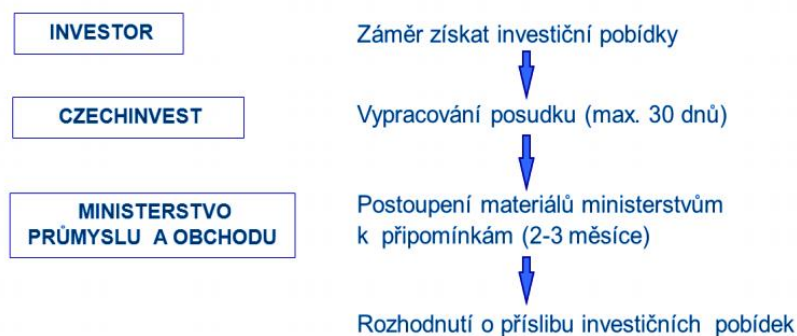 INVESTOR
Záměr získat investiční pobídky
CZECHINVEST
Vypracování posudku (max. 30 dnů)
MINISTERSTVO
PRŮMYSLU A OBCHODU
Postoupení materiálů ministerstvům
k připomínkám (2-3 měsíce)
Rozhodnutí o příslibu investičních pobídek